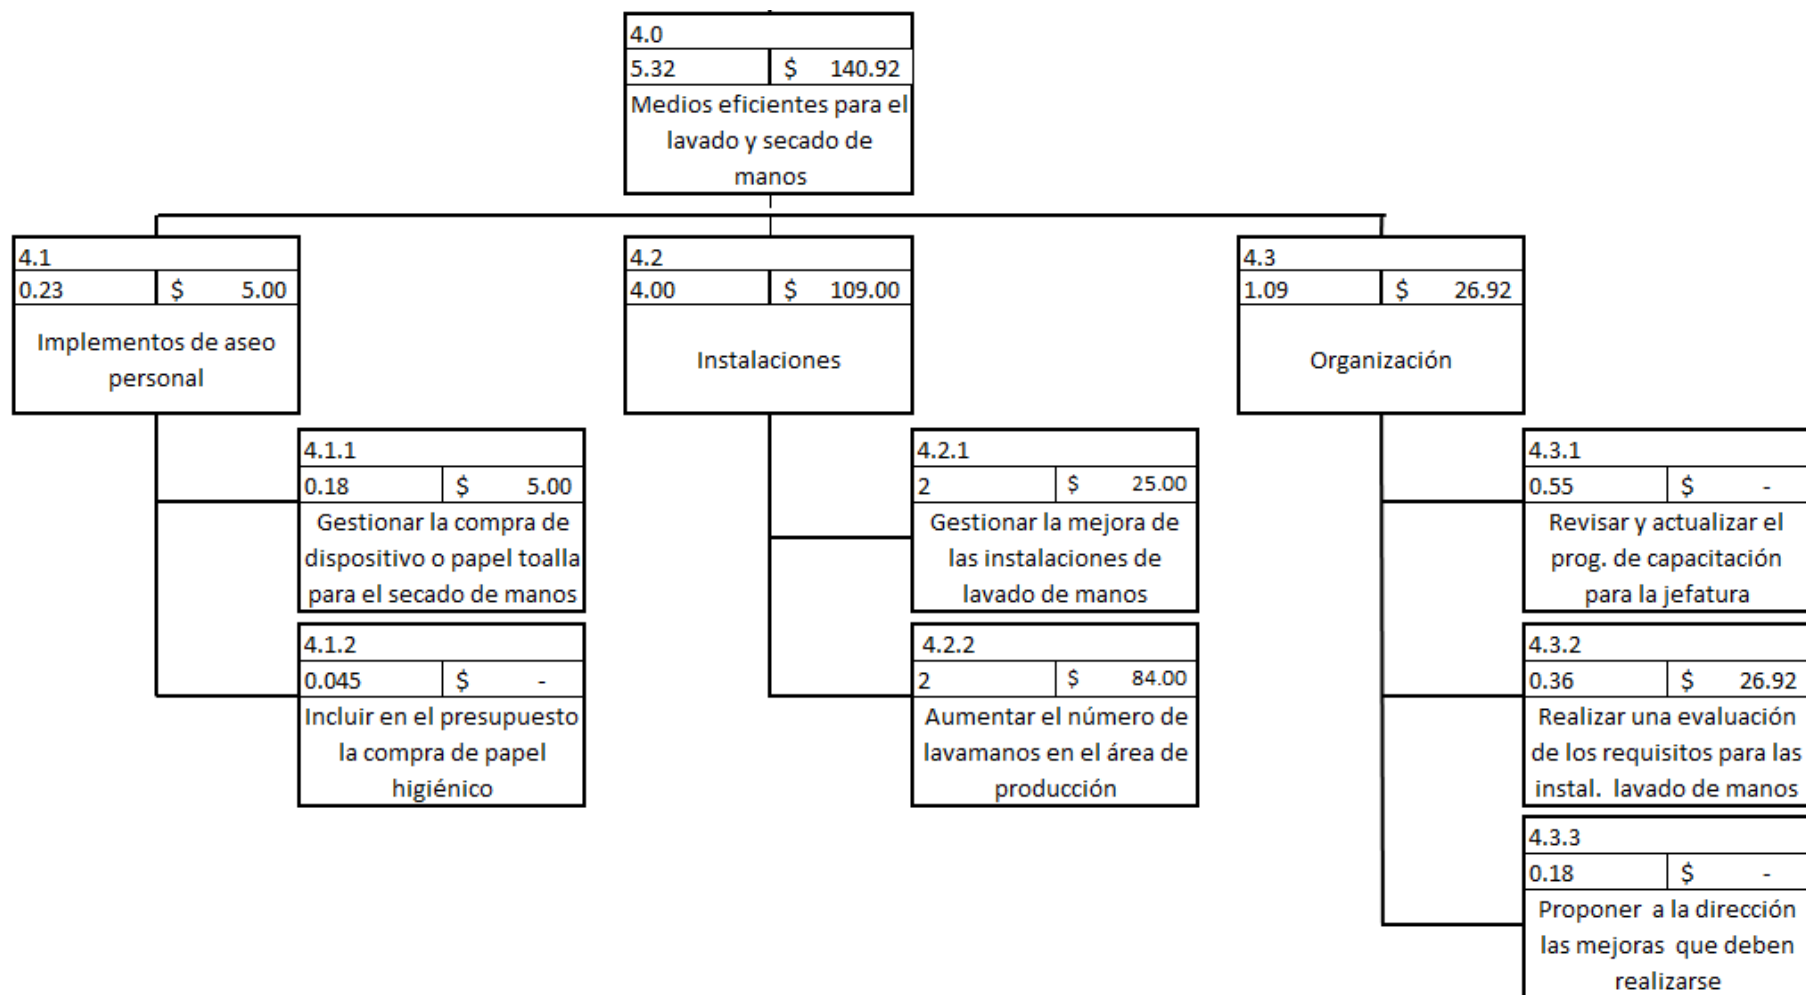 4.0
5.32 $ 140.92
Medios eficientes para el
lavado y secado de
manos
4.1
0.23 $ 5.00
Implementos de aseo
personal
4.2
4.00 $ 109.00
Instalaciones
4.3
1.09 $ 26.92
Organización
4.1.1
0.18 $ 5.00
Gestionar la compra de
dispositivo o papel toalla
para el secado de manos
4.1.2
0.045 $ -
Incluir en el presupuesto
la compra de papel
higiénico
4.2.1
2 $ 25.00
Gestionar la mejora de
las instalaciones de
lavado de manos
4.2.2
2 $ 84.00
Aumentar el número de
lavamanos en el área de
producción
4.3.1
0.55 $ -
Revisar y actualizar el
prog. de capacitación
para la jefatura
4.3.2
0.36 $ 26.92
Realizar una evaluación
de los requisitos para las
instal. lavado de manos
4.3.3
0.18 $ -
Proponer a la dirección
las mejoras que deben
realizarse